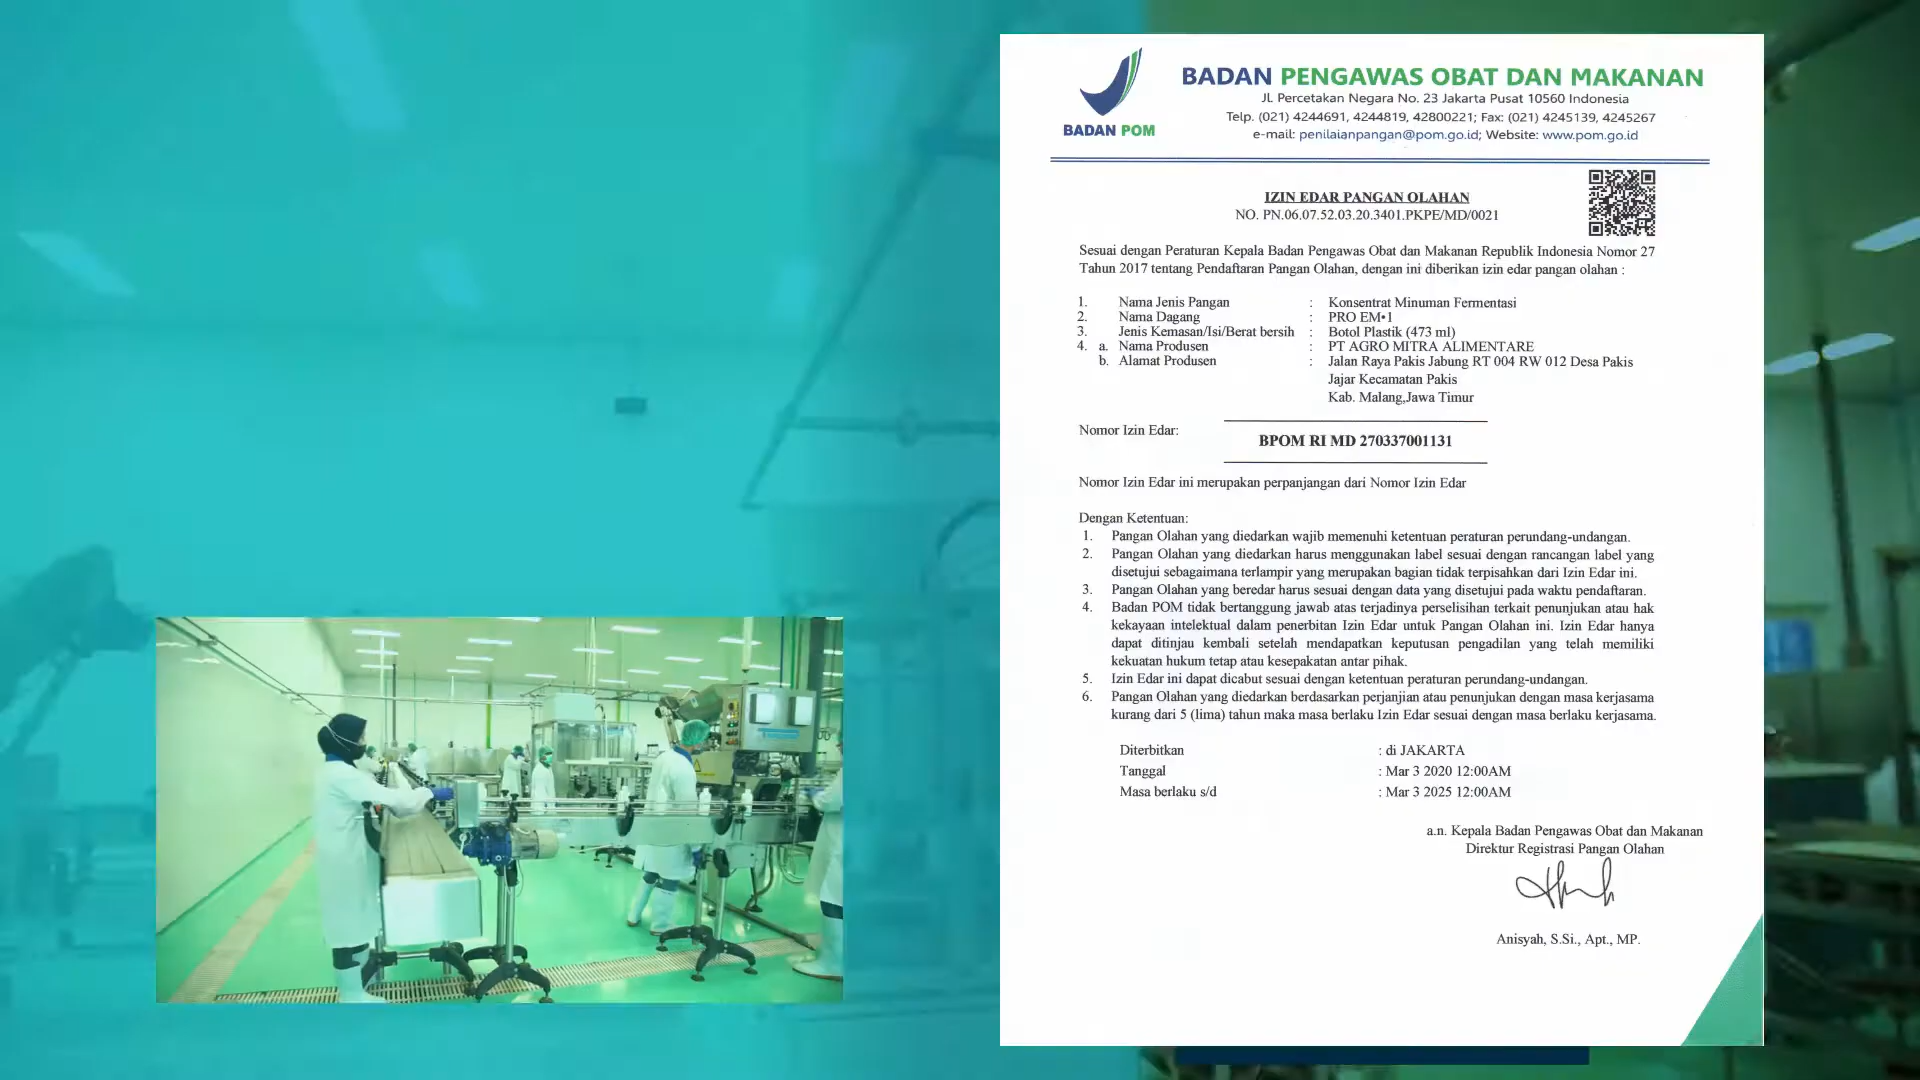 BADAN POM
BADAN PENGAWAS OBAT DAN MAKANAN
JL Percetakan Negara No. 23 Jakarta Pusat 10560 Indonesia
Telp. (021) 4244691, 4244819, 42800221; Fax: (021) 4245139, 4245267
e-mail: penilaianpangan@pom.go.id; Website: www.pom.go.id
IZIN EDAR PANGAN OLAHAN
NO. PN.06.07.52.03.20.3401.PKPE/MD/0021
Sesuai dengan Peraturan Kepala Badan Pengawas Obat dan Makanan Republik Indonesia Nomor 27
Tahun 2017 tentang Pendaftaran Pangan Olahan, dengan ini diberikan izin edar pangan olahan :
1. Nama Jenis Pangan : Konsentrat Minuman Fermentasi
2. Nama Dagang : PRO EM•1
3. Jenis Kemasan/Isi/Berat bersih : Botol Plastik (473 ml)
4. a. Nama Produsen : PT AGRO MITRA ALIMENTARE
b. Alamat Produsen : Jalan Raya Pakis Jabung RT 004 RW 012 Desa Pakis
Jajar Kecamatan Pakis
Kab. Malang,Jawa Timur
Nomor Izin Edar:
BPOM RI MD 270337001131
Nomor Izin Edar ini merupakan perpanjangan dari Nomor Izin Edar
Dengan Ketentuan:
1. Pangan Olahan yang diedarkan wajib memenuhi ketentuan peraturan perundang-undangan.
2. Pangan Olahan yang diedarkan harus menggunakan label sesuai dengan rancangan label yang
disetujui sebagaimana terlampir yang merupakan bagian tidak terpisahkan dari Izin Edar ini.
3. Pangan Olahan yang beredar harus sesuai dengan data yang disetujui pada waktu pendaftaran.
4. Badan POM tidak bertanggung jawab atas terjadinya perselisihan terkait penunjukan atau hak
kekayaan intelektual dalam penerbitan Izin Edar untuk Pangan Olahan ini. Izin Edar hanya
dapat ditinjau kembali setelah mendapatkan keputusan pengadilan yang telah memiliki
kekuatan hukum tetap atau kesepakatan antar pihak.
5. Izin Edar ini dapat dicabut sesuai dengan ketentuan peraturan perundang-undangan.
6. Pangan Olahan yang diedarkan berdasarkan perjanjian atau penunjukan dengan masa kerjasama
kurang dari 5 (lima) tahun maka masa berlaku Izin Edar sesuai dengan masa berlaku kerjasama.
Diterbitkan : di JAKARTA
Tanggal : Mar 3 2020 12:00AM
Masa berlaku s/d : Mar 3 2025 12:00AM
a.n. Kepala Badan Pengawas Obat dan Makanan
Direktur Registrasi Pangan Olahan
Anisyah, S.Si., Apt., MP.